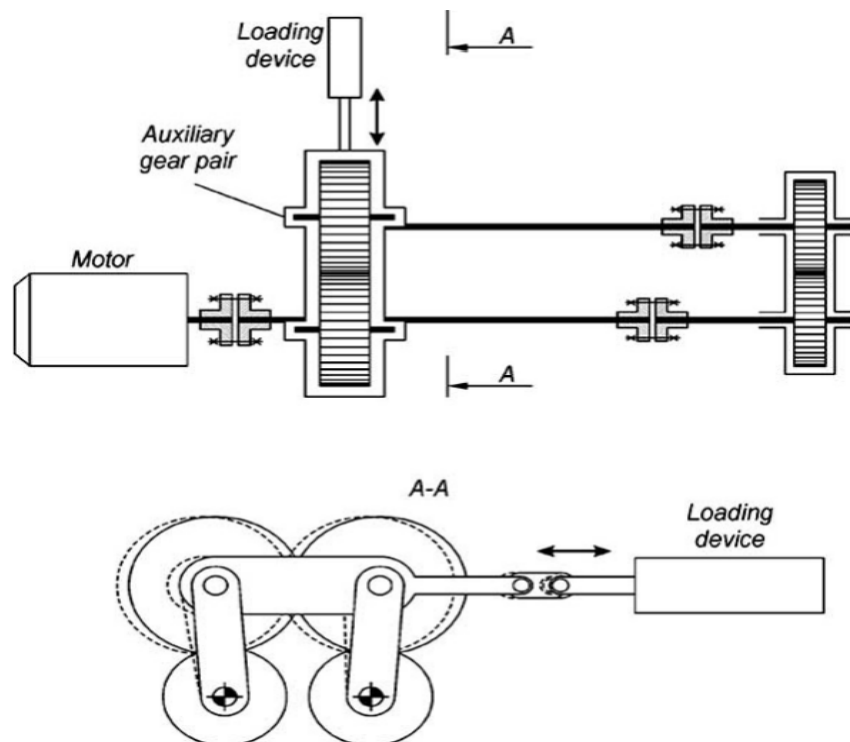 Loading
device
A
Auxiliary
gear pair
Motor
A
A-A
Loading
device